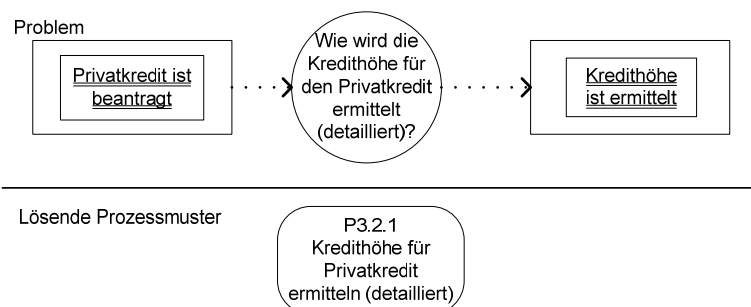 Problem
Privatkredit ist
beantragt
Wie wird die
Kredithöhe für
den Privatkredit
ermittelt
(detailliert)?
Kredithöhe
ist ermittelt
Lösende Prozessmuster
P3.2.1
Kredithöhe für
Privatkredit
ermitteln (detailliert)